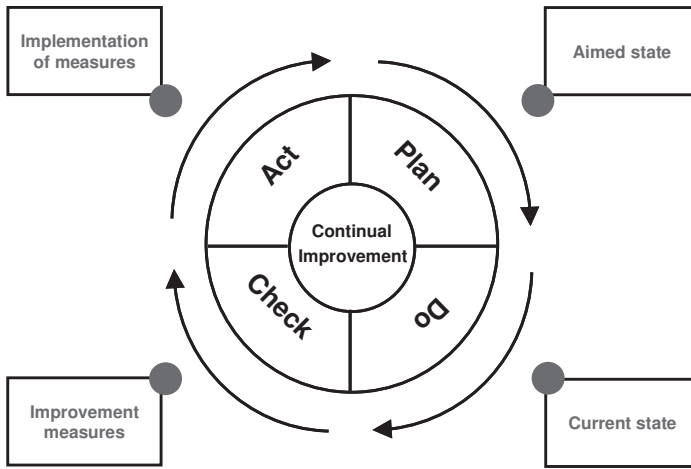 Implementation
of measures
Aimed state
Act
Plan
Continual
Improvement
Check
Do
Improvement
measures
Current state